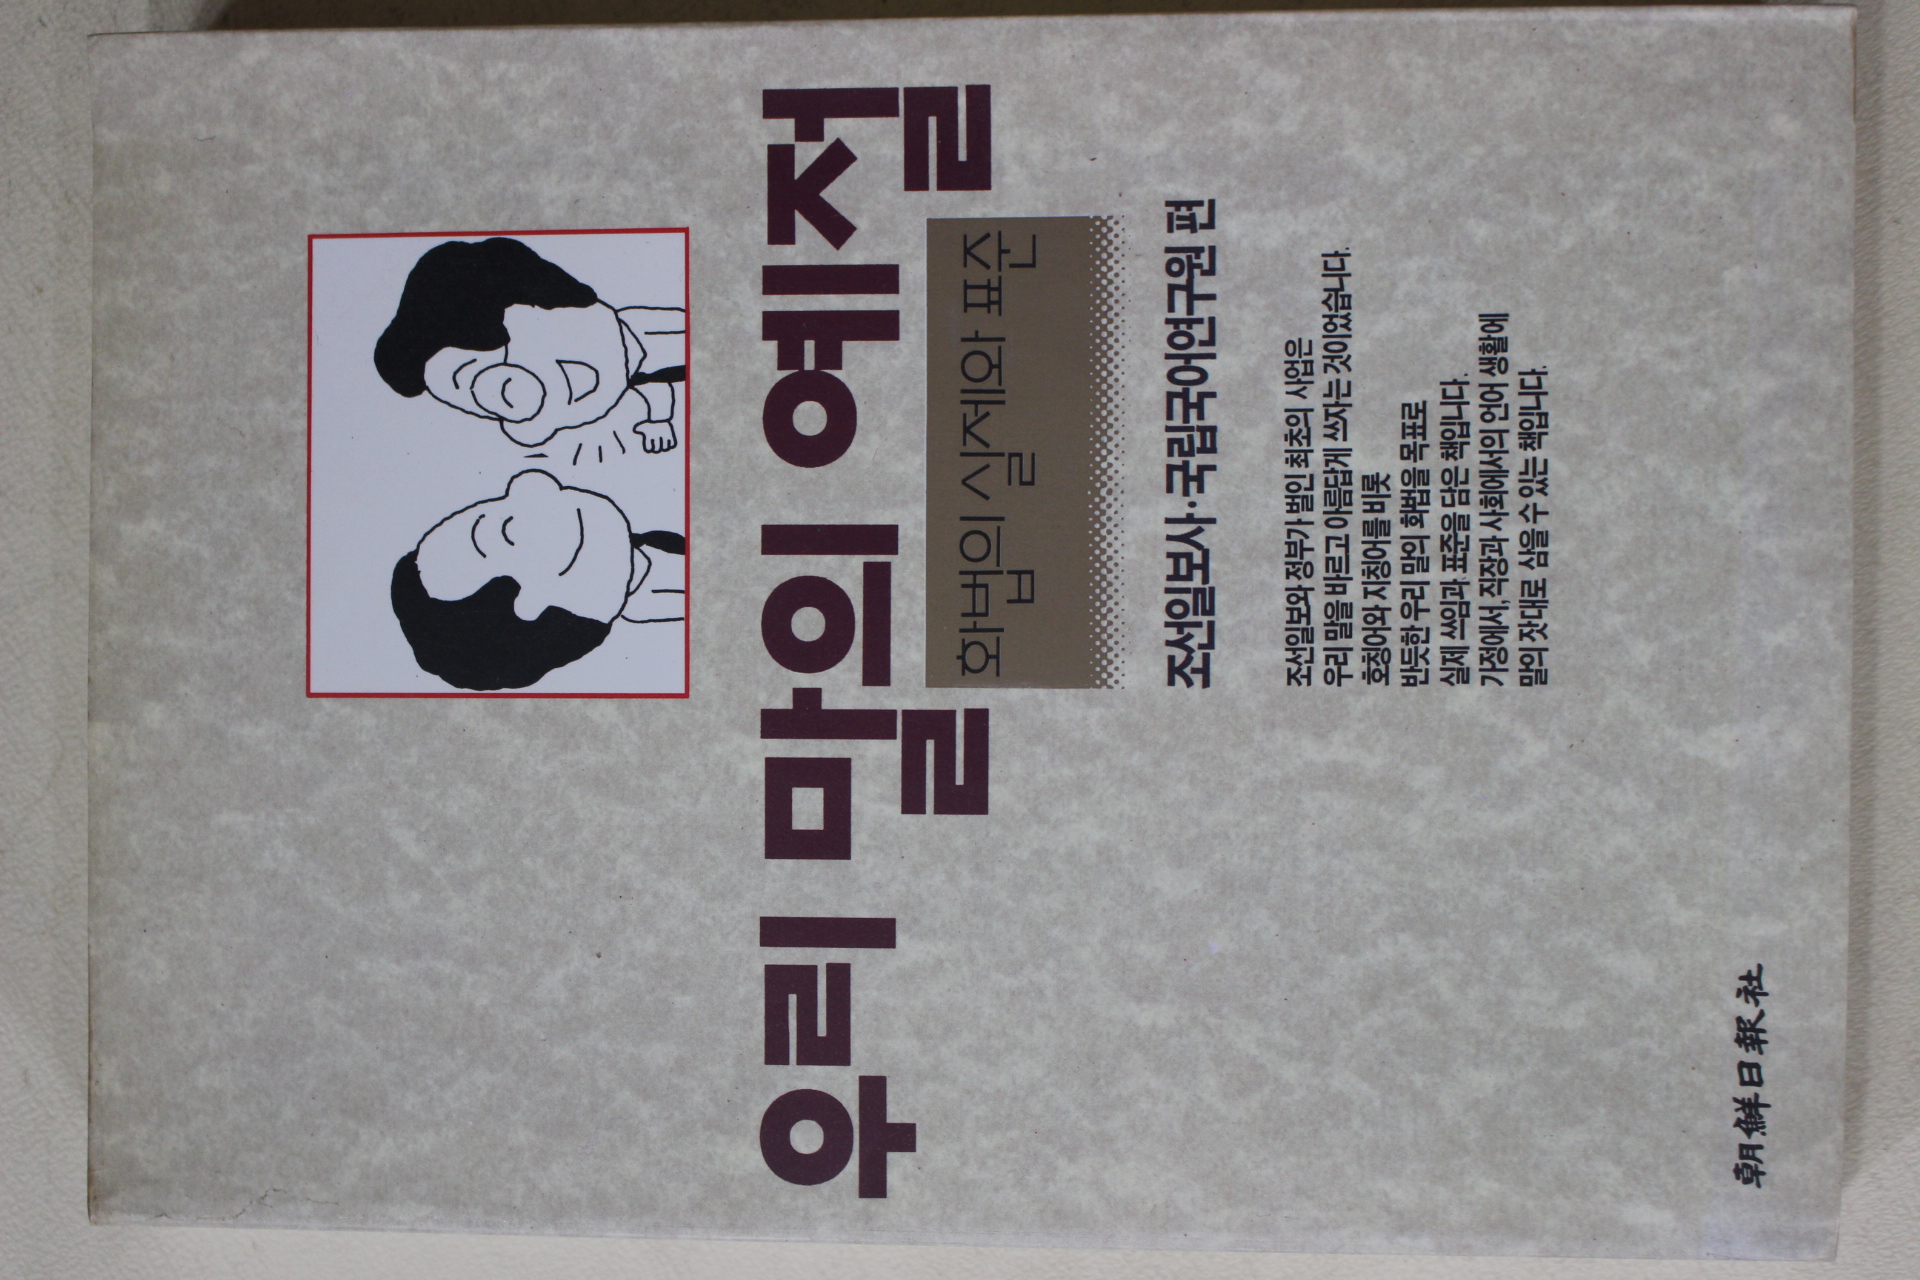 우리 말의 예절
화법의 실제와 표준
조선일보사·국립국어연구원 편
조선일보와 정부가 벌인 최초의 사업은
우리 말을 바르고 아름답게 쓰자는 것이었습니다.
호칭어와 지칭어를 비롯
반듯한 우리 말의 화법을 목표로
실제 쓰임과 표준을 담은 책입니다.
가정에서, 직장과 사회에서의 언어 생활에
말의 잣대로 삼을 수 있는 책입니다.
朝鮮日報社